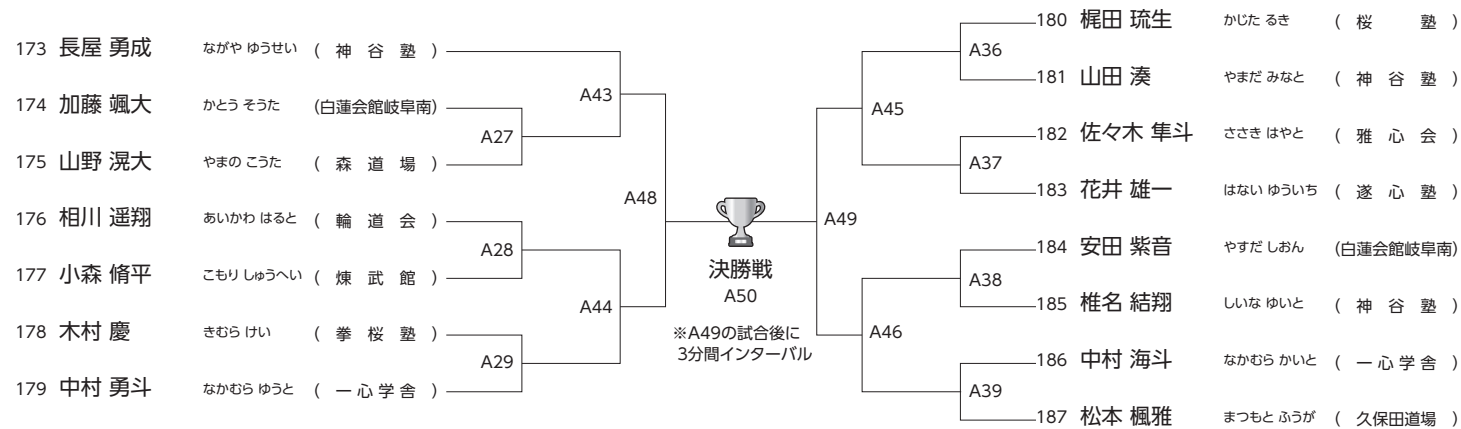 173 長屋 勇成 ながや ゆうせい ( 神 谷 塾 )
174 加藤 颯大 かとう そうた (白蓮会館岐阜南)
175 山野 滉大 やまの こうた ( 森 道 場 )
176 相川 遥翔 あいかわ はると ( 輪 道 会 )
177 小森 脩平 こもり しゅうへい ( 煉 武 館 )
178 木村 慶 きむら けい ( 拳 桜 塾 )
179 中村 勇斗 なかむら ゆうと ( 一 心 学 舎 )
A27
A28
A29
A43
A44
A48
決勝戦
A50
※A49の試合後に
3分間インターバル
A49
A45
A46
A36
A37
A38
A39
180 梶田 琉生 かじた るき ( 桜 塾 )
181 山田 湊 やまだ みなと ( 神 谷 塾 )
182 佐々木 隼斗 ささき はやと ( 雅 心 会 )
183 花井 雄一 はない ゆういち ( 遂 心 塾 )
184 安田 紫音 やすだ しおん (白蓮会館岐阜南)
185 椎名 結翔 しいな ゆいと ( 神 谷 塾 )
186 中村 海斗 なかむら かいと ( 一 心 学 舎 )
187 松本 楓雅 まつもと ふうが ( 久保田道場 )